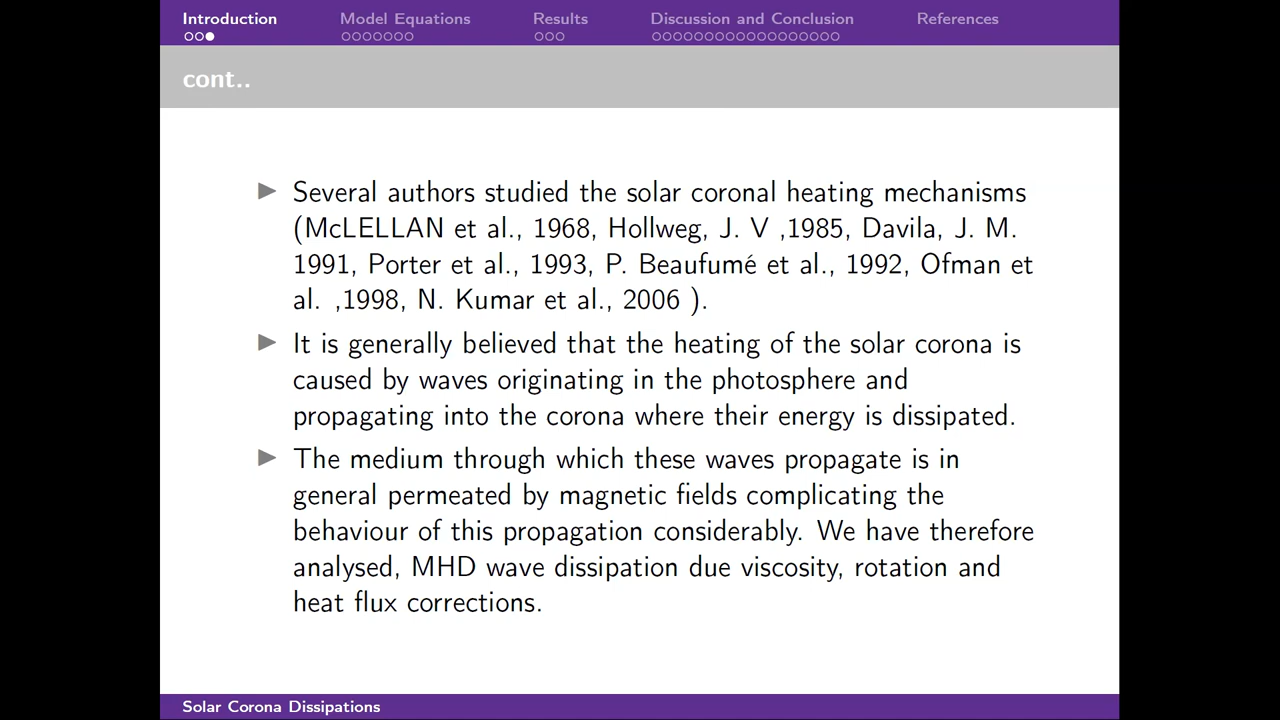 Introduction Model Equations Results Discussion and Conclusion References
cont..
Several authors studied the solar coronal heating mechanisms
(McLELLAN et al., 1968, Hollweg, J. V ,1985, Davila, J. M.
1991, Porter et al., 1993, P. Beaufumé et al., 1992, Ofman et
al. ,1998, N. Kumar et al., 2006 ).
It is generally believed that the heating of the solar corona is
caused by waves originating in the photosphere and
propagating into the corona where their energy is dissipated.
The medium through which these waves propagate is in
general permeated by magnetic fields complicating the
behaviour of this propagation considerably. We have therefore
analysed, MHD wave dissipation due viscosity, rotation and
heat flux corrections.
Solar Corona Dissipations